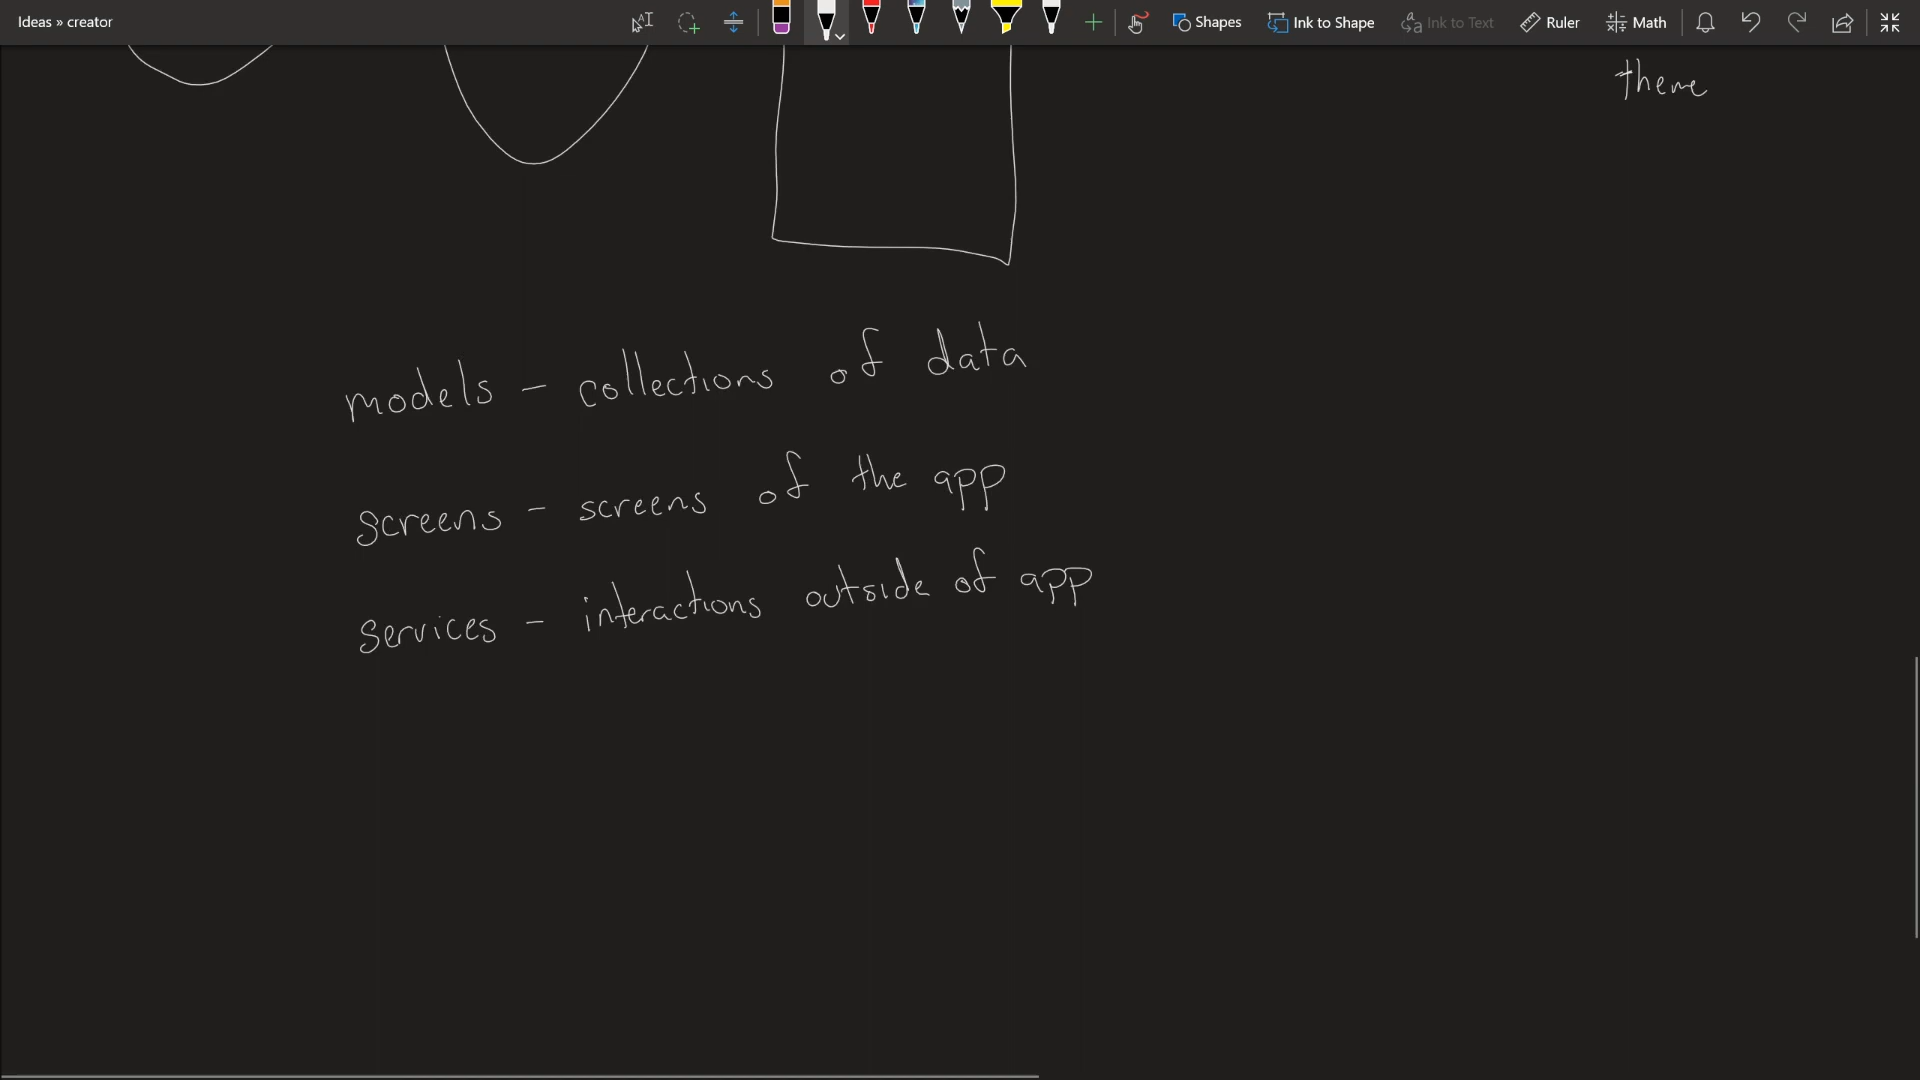 Ideas » creator
Shapes Ink to Shape Ink to Text Ruler Math
theme
models - collections of data
screens - screens of the app
services - interactions outside of app